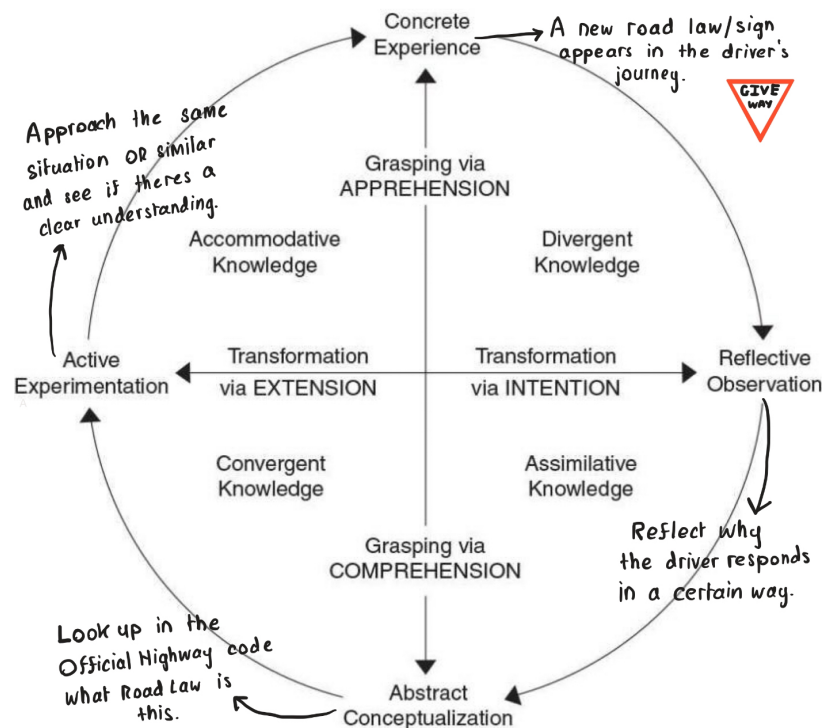 Concrete
Experience
A new road law/sign
appears in the driver's
journey.
GIVE
WAY
Approach the same
situation OR similar
and see if theres a
clear understanding.
Grasping via
APPREHENSION
Accommodative
Knowledge
Divergent
Knowledge
Active
Experimentation
Transformation
via EXTENSION
Transformation
via INTENTION
Reflective
Observation
Convergent
Knowledge
Assimilative
Knowledge
Grasping via
COMPREHENSION
Reflect why
the driver responds
in a certain way.
Look up in the
Official Highway code
what Road Law is
this.
Abstract
Conceptualization